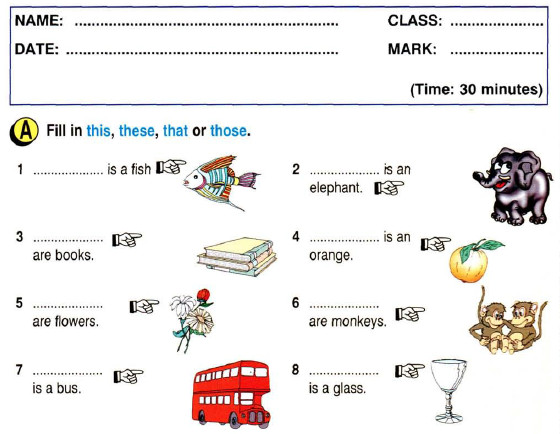 NAME: ............................................................ CLASS: ......................
DATE: ............................................................ MARK: ......................
(Time: 30 minutes)
A Fill in this, these, that or those.
1 .................... is a fish
2 .................... is an
elephant.
3 ....................
are books.
4 .................... is an
orange.
5 ....................
are flowers.
6 ....................
are monkeys.
7 ....................
is a bus.
8 ....................
is a glass.